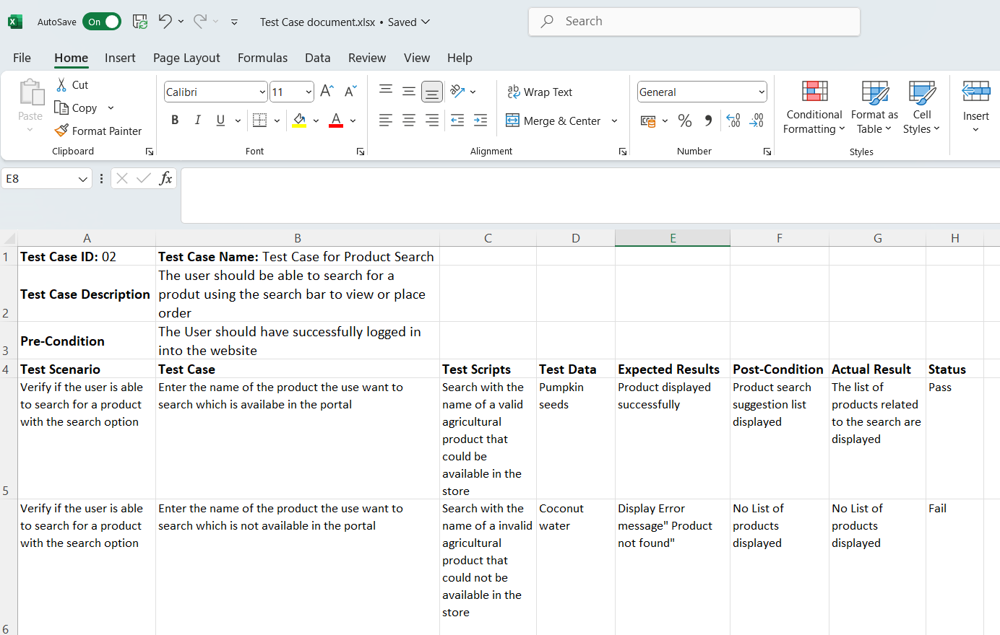 AutoSave On Test Case document.xlsx • Saved Search
File Home Insert Page Layout Formulas Data Review View Help
Paste
Cut
Copy
Format Painter
Clipboard
Calibri 11 A A
B I U A
Font
ab Wrap Text
Merge & Center
Alignment
General
% 9 .00 .00
Number
Conditional
Formatting
Format as
Table
Cell
Styles
Styles
Insert
E8 fx
A B C D E F G H
1 Test Case ID: 02 Test Case Name: Test Case for Product Search
2 Test Case Description
The user should be able to search for a
produt using the search bar to view or place
order
3 Pre-Condition
The User should have successfully logged in
into the website
4 Test Scenario Test Case Test Scripts Test Data Expected Results Post-Condition Actual Result Status
5
Verify if the user is able
to search for a product
with the search option
Enter the name of the product the use want to
search which is availabe in the portal
Search with the
name of a valid
agricultural
product that
could be
available in the
store
Pumpkin
seeds
Product displayed
successfully
Product search
suggestion list
displayed
The list of
products related
to the search are
displayed
Pass
6
Verify if the user is able
to search for a product
with the search option
Enter the name of the product the use want to
search which is not available in the portal
Search with the
name of a invalid
agricultural
product that
could not be
available in the
store
Coconut
water
Display Error
message" Product
not found"
No List of
products
displayed
No List of
products
displayed
Fail